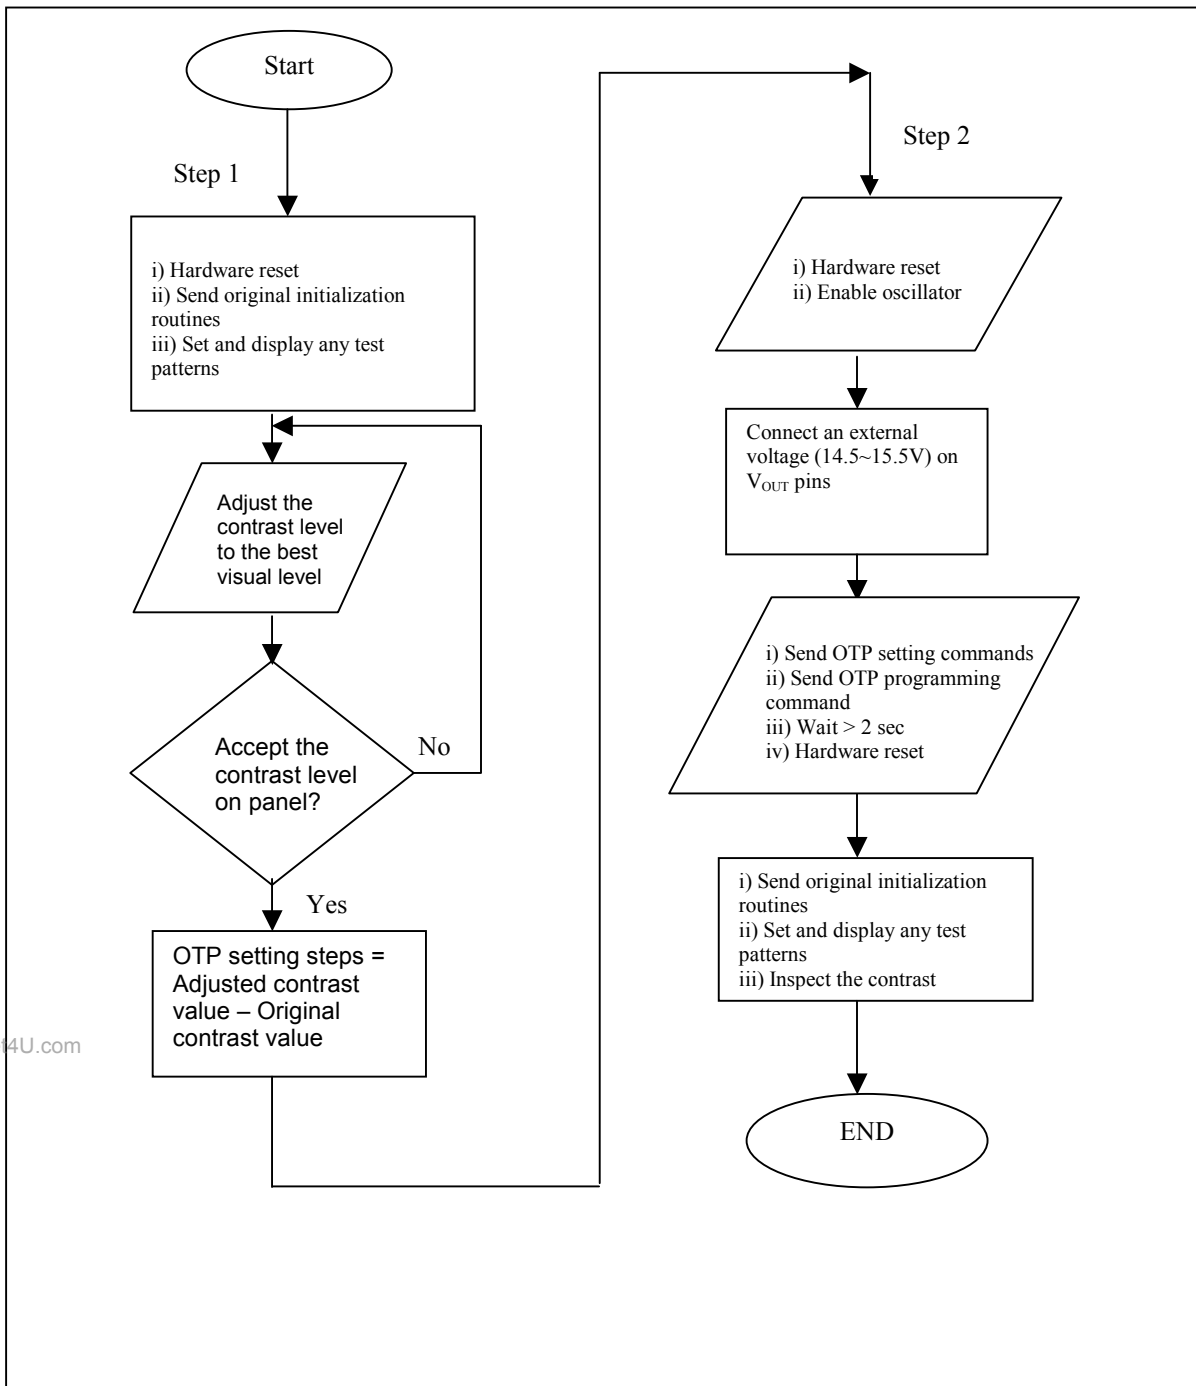 Start
Step 1
i) Hardware reset
ii) Send original initialization
routines
iii) Set and display any test
patterns
Adjust the
contrast level
to the best
visual level
Accept the
contrast level
on panel?
No
Yes
OTP setting steps =
Adjusted contrast
value – Original
contrast value
Step 2
i) Hardware reset
ii) Enable oscillator
Connect an external
voltage (14.5~15.5V) on
VOUT pins
i) Send OTP setting commands
ii) Send OTP programming
command
iii) Wait > 2 sec
iv) Hardware reset
i) Send original initialization
routines
ii) Set and display any test
patterns
iii) Inspect the contrast
END
t4U.com